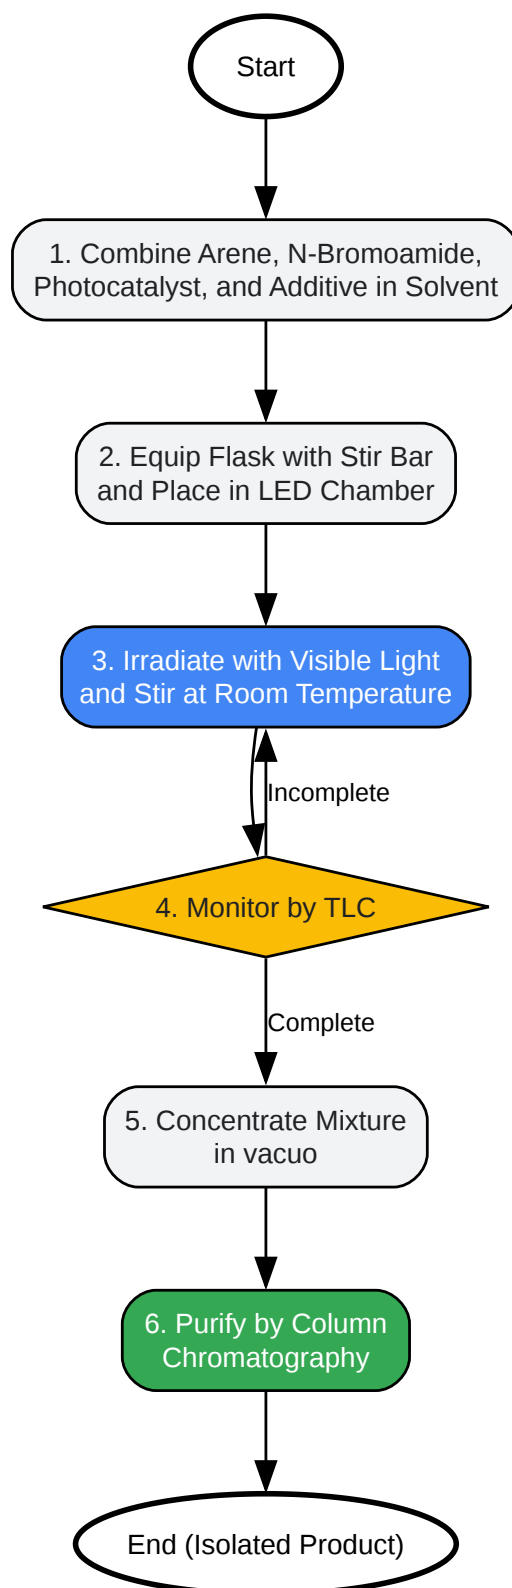 Start
1. Combine Arene, N-Bromoamide,
Photocatalyst, and Additive in Solvent
2. Equip Flask with Stir Bar
and Place in LED Chamber
3. Irradiate with Visible Light
and Stir at Room Temperature
Incomplete
4. Monitor by TLC
Complete
5. Concentrate Mixture
in vacuo
6. Purify by Column
Chromatography
End (Isolated Product)